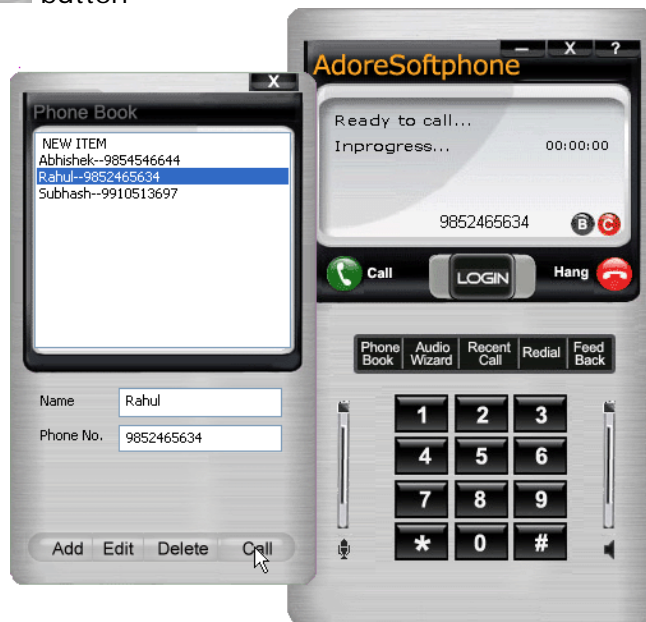 button
X
Phone Book
NEW ITEM
Abhishek--9854546644
Rahul--9852465634
Subhash--9910513697
Name Rahul
Phone No. 9852465634
Add Edit Delete Call
— X ?
AdoreSoftphone
Ready to call...
Inprogress... 00:00:00
9852465634 B C
Call LOGIN Hang
Phone Book Audio Wizard Recent Call Redial Feed Back
1 2 3
4 5 6
7 8 9
* 0 #